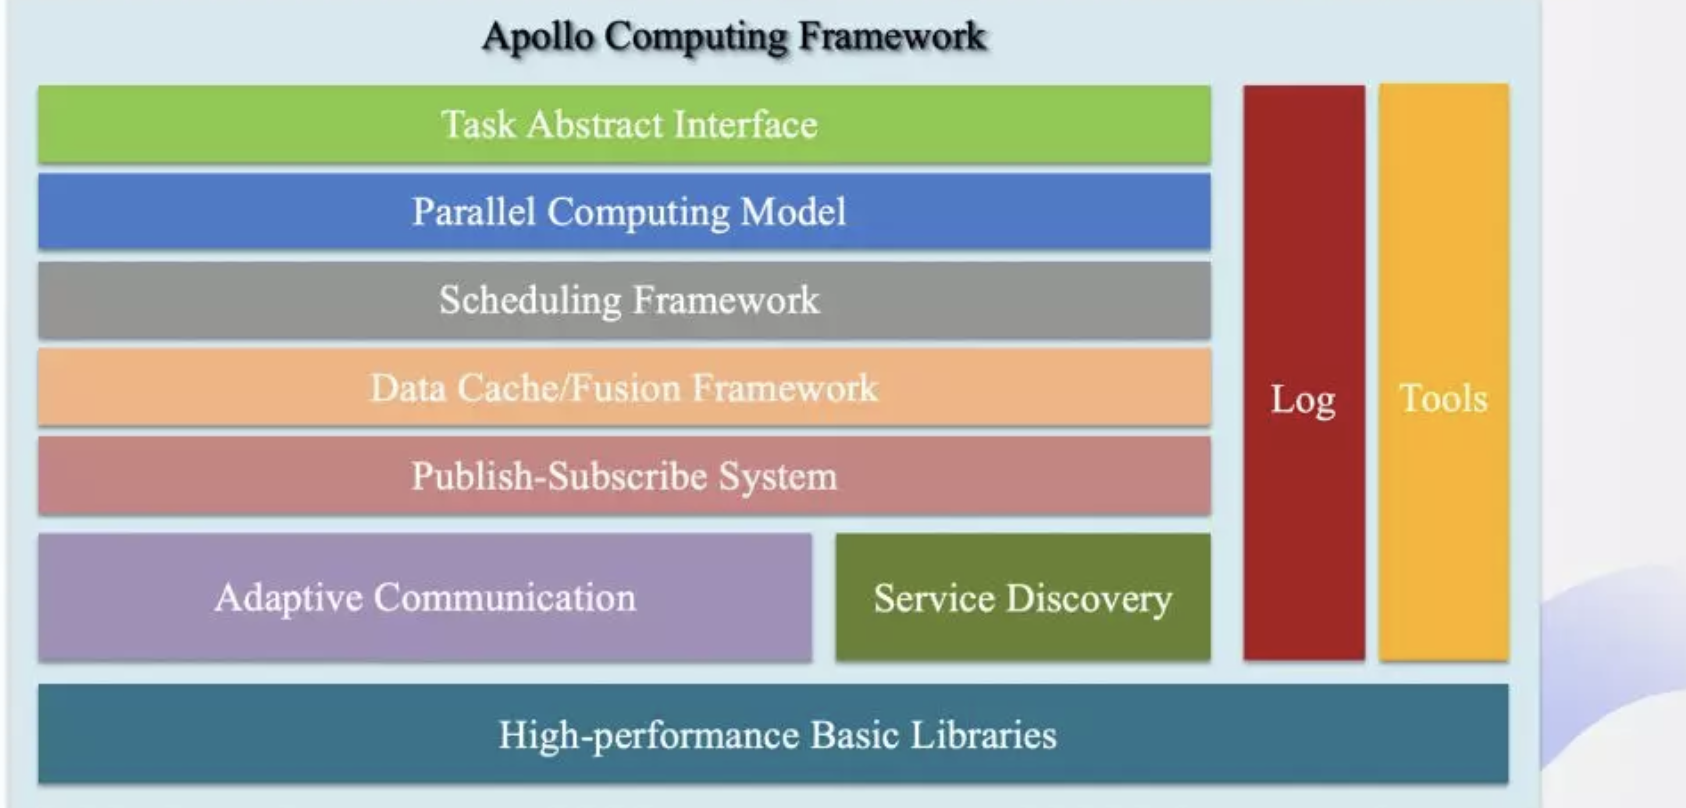 Apollo Computing Framework
Task Abstract Interface
Parallel Computing Model
Scheduling Framework
Data Cache/Fusion Framework
Publish-Subscribe System
Adaptive Communication
Service Discovery
Log
Tools
High-performance Basic Libraries